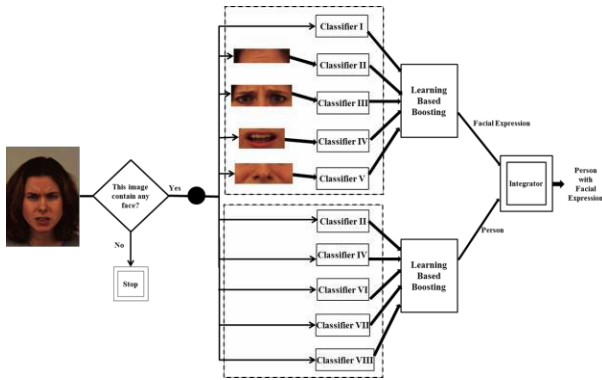 This image
contain any
face?
Yes
No
Stop
Classifier I
Classifier II
Classifier III
Classifier IV
Classifier V
Learning
Based
Boosting
Facial Expression
Classifier II
Classifier IV
Classifier VI
Classifier VII
Classifier VIII
Learning
Based
Boosting
Person
Integrator
Person
with
Facial
Expression